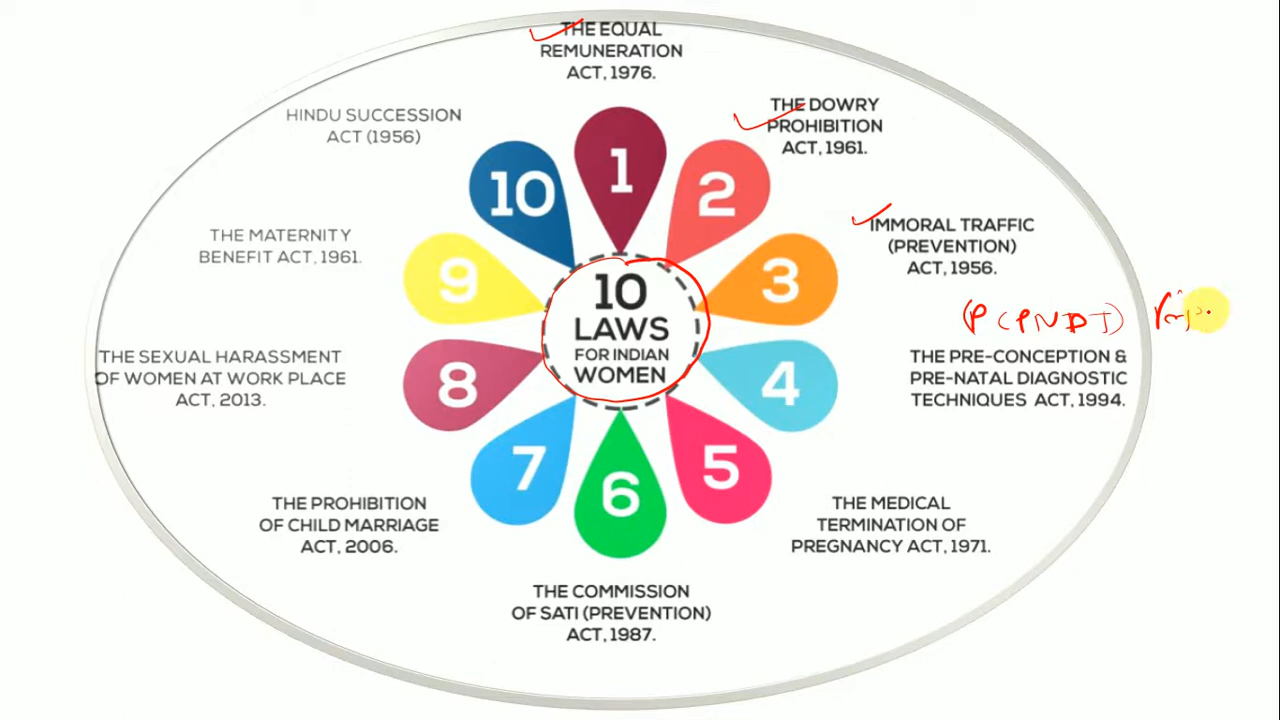 THE EQUAL
REMUNERATION
ACT, 1976.
1
THE DOWRY
PROHIBITION
ACT, 1961.
2
IMMORAL TRAFFIC
(PREVENTION)
ACT, 1956.
3
(PCPNDT)
THE PRE-CONCEPTION &
PRE-NATAL DIAGNOSTIC
TECHNIQUES ACT, 1994.
4
THE MEDICAL
TERMINATION OF
PREGNANCY ACT, 1971.
5
THE COMMISSION
OF SATI (PREVENTION)
ACT, 1987.
6
THE PROHIBITION
OF CHILD MARRIAGE
ACT, 2006.
7
THE SEXUAL HARASSMENT
OF WOMEN AT WORK PLACE
ACT, 2013.
8
THE MATERNITY
BENEFIT ACT, 1961.
9
HINDU SUCCESSION
ACT (1956)
10
10
LAWS
FOR INDIAN
WOMEN